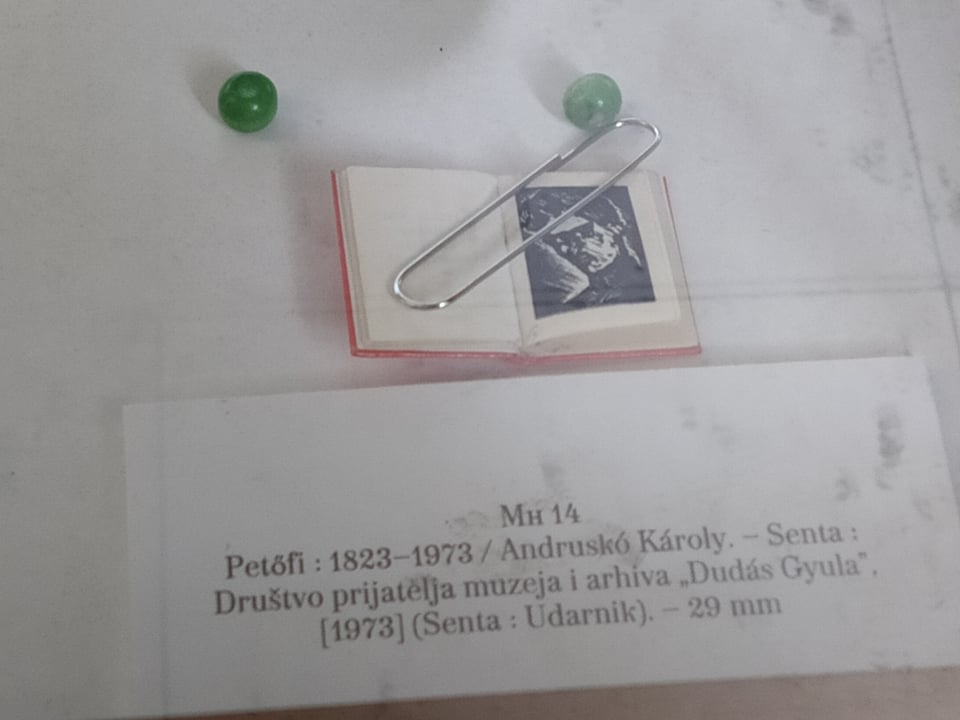 Мн 14
Petőfi : 1823–1973 / Andruskó Károly. – Senta :
Društvo prijatelja muzeja i arhiva „Dudás Gyula”.
[1973] (Senta : Udarnik). – 29 mm